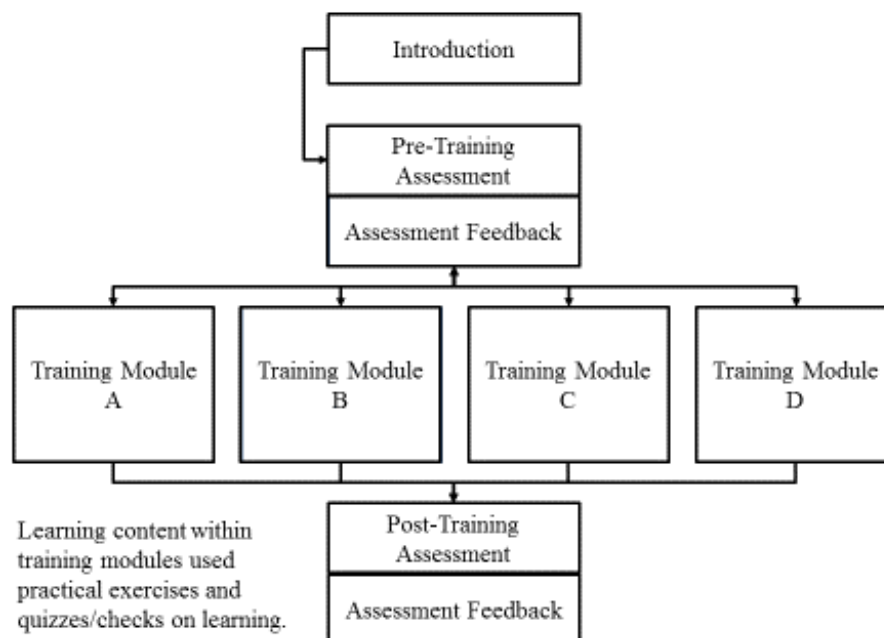 Introduction
Pre-Training
Assessment
Assessment Feedback
Training Module
A
Training Module
B
Training Module
C
Training Module
D
Learning content within
training modules used
practical exercises and
quizzes/checks on learning.
Post-Training
Assessment
Assessment Feedback